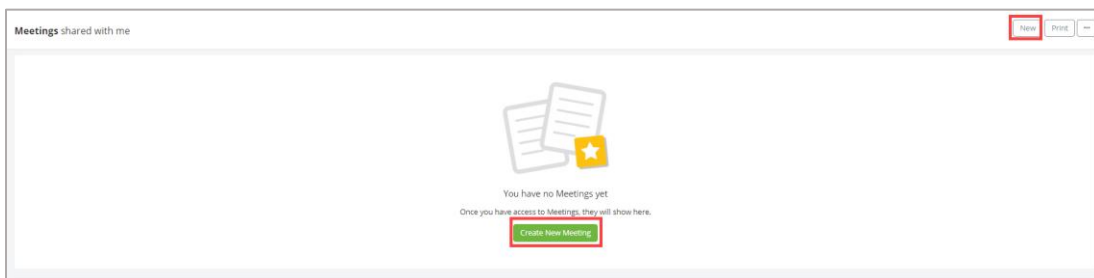 Meetings shared with me
New Print ...
You have no Meetings yet
Once you have access to Meetings, they will show here.
Create New Meeting